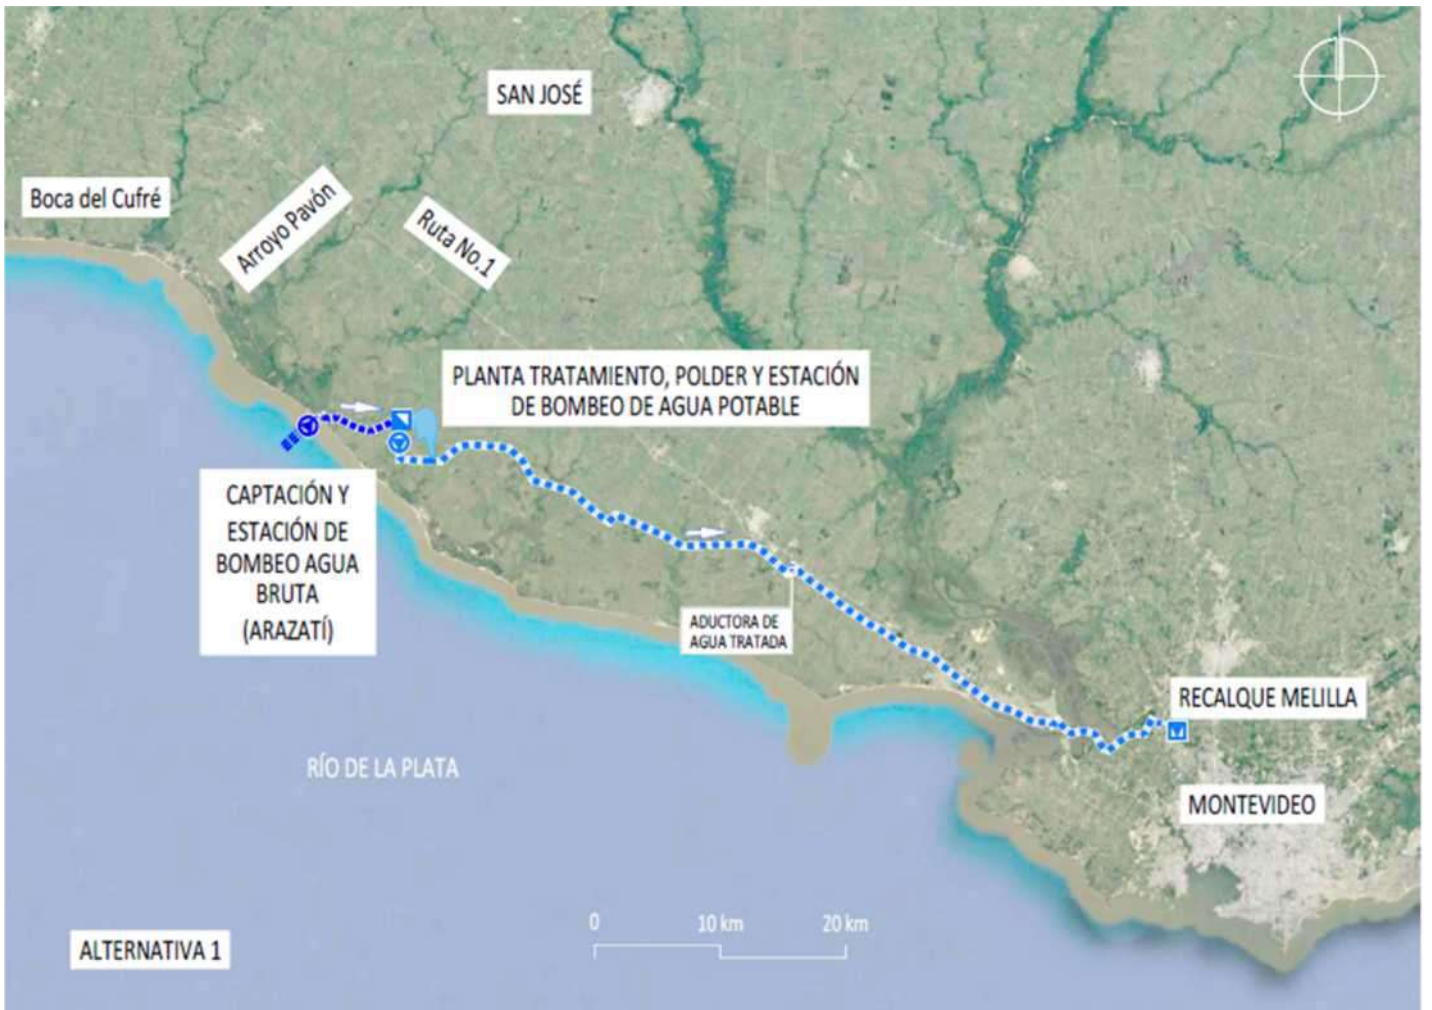 SAN JOSÉ
Boca del Cufré
Arroyo Pavón
Ruta No.1
PLANTA TRATAMIENTO, POLDER Y ESTACIÓN
DE BOMBEO DE AGUA POTABLE
CAPTACIÓN Y
ESTACIÓN DE
BOMBEO AGUA
BRUTA
(ARAZATÍ)
ADUCTORA DE
AGUA TRATADA
RECALQUE MELILLA
RÍO DE LA PLATA
MONTEVIDEO
0 10 km 20 km
ALTERNATIVA 1